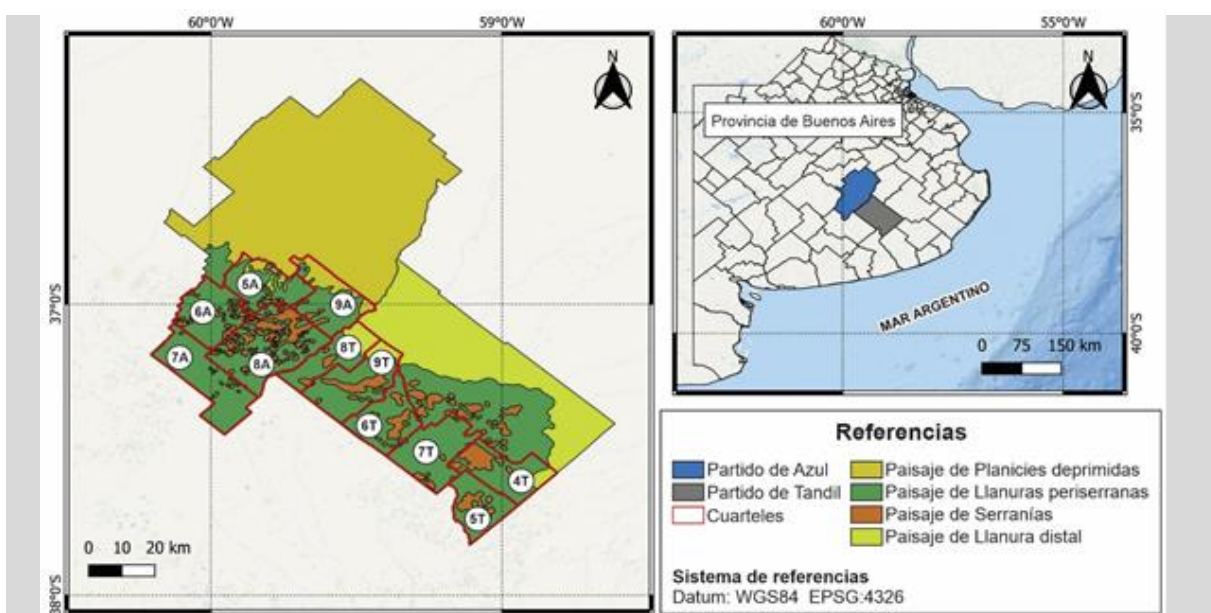 60°0'W
59°0'W
N
37°0'S
38°0'S
5A
9A
6A
7A
8A
8T
9T
6T
7T
4T
5T
0 10 20 km
60°0'W
55°0'W
N
35°0'S
40°0'S
Provincia de Buenos Aires
MAR ARGENTINO
0 75 150 km
Referencias
Partido de Azul
Partido de Tandil
Cuarteles
Paisaje de Planicies deprimidas
Paisaje de Llanuras periserranas
Paisaje de Serranías
Paisaje de Llanura distal
Sistema de referencias
Datum: WGS84 EPSG:4326